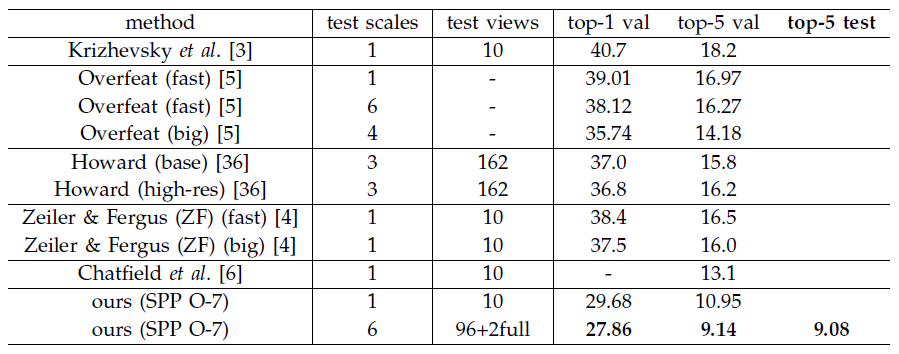 method test scales test views top-1 val top-5 val top-5 test
Krizhevsky et al. [3] 1 10 40.7 18.2
Overfeat (fast) [5] 1 - 39.01 16.97
Overfeat (fast) [5] 6 - 38.12 16.27
Overfeat (big) [5] 4 - 35.74 14.18
Howard (base) [36] 3 162 37.0 15.8
Howard (high-res) [36] 3 162 36.8 16.2
Zeiler & Fergus (ZF) (fast) [4] 1 10 38.4 16.5
Zeiler & Fergus (ZF) (big) [4] 1 10 37.5 16.0
Chatfield et al. [6] 1 10 - 13.1
ours (SPP O-7) 1 10 29.68 10.95
ours (SPP O-7) 6 96+2full 27.86 9.14 9.08